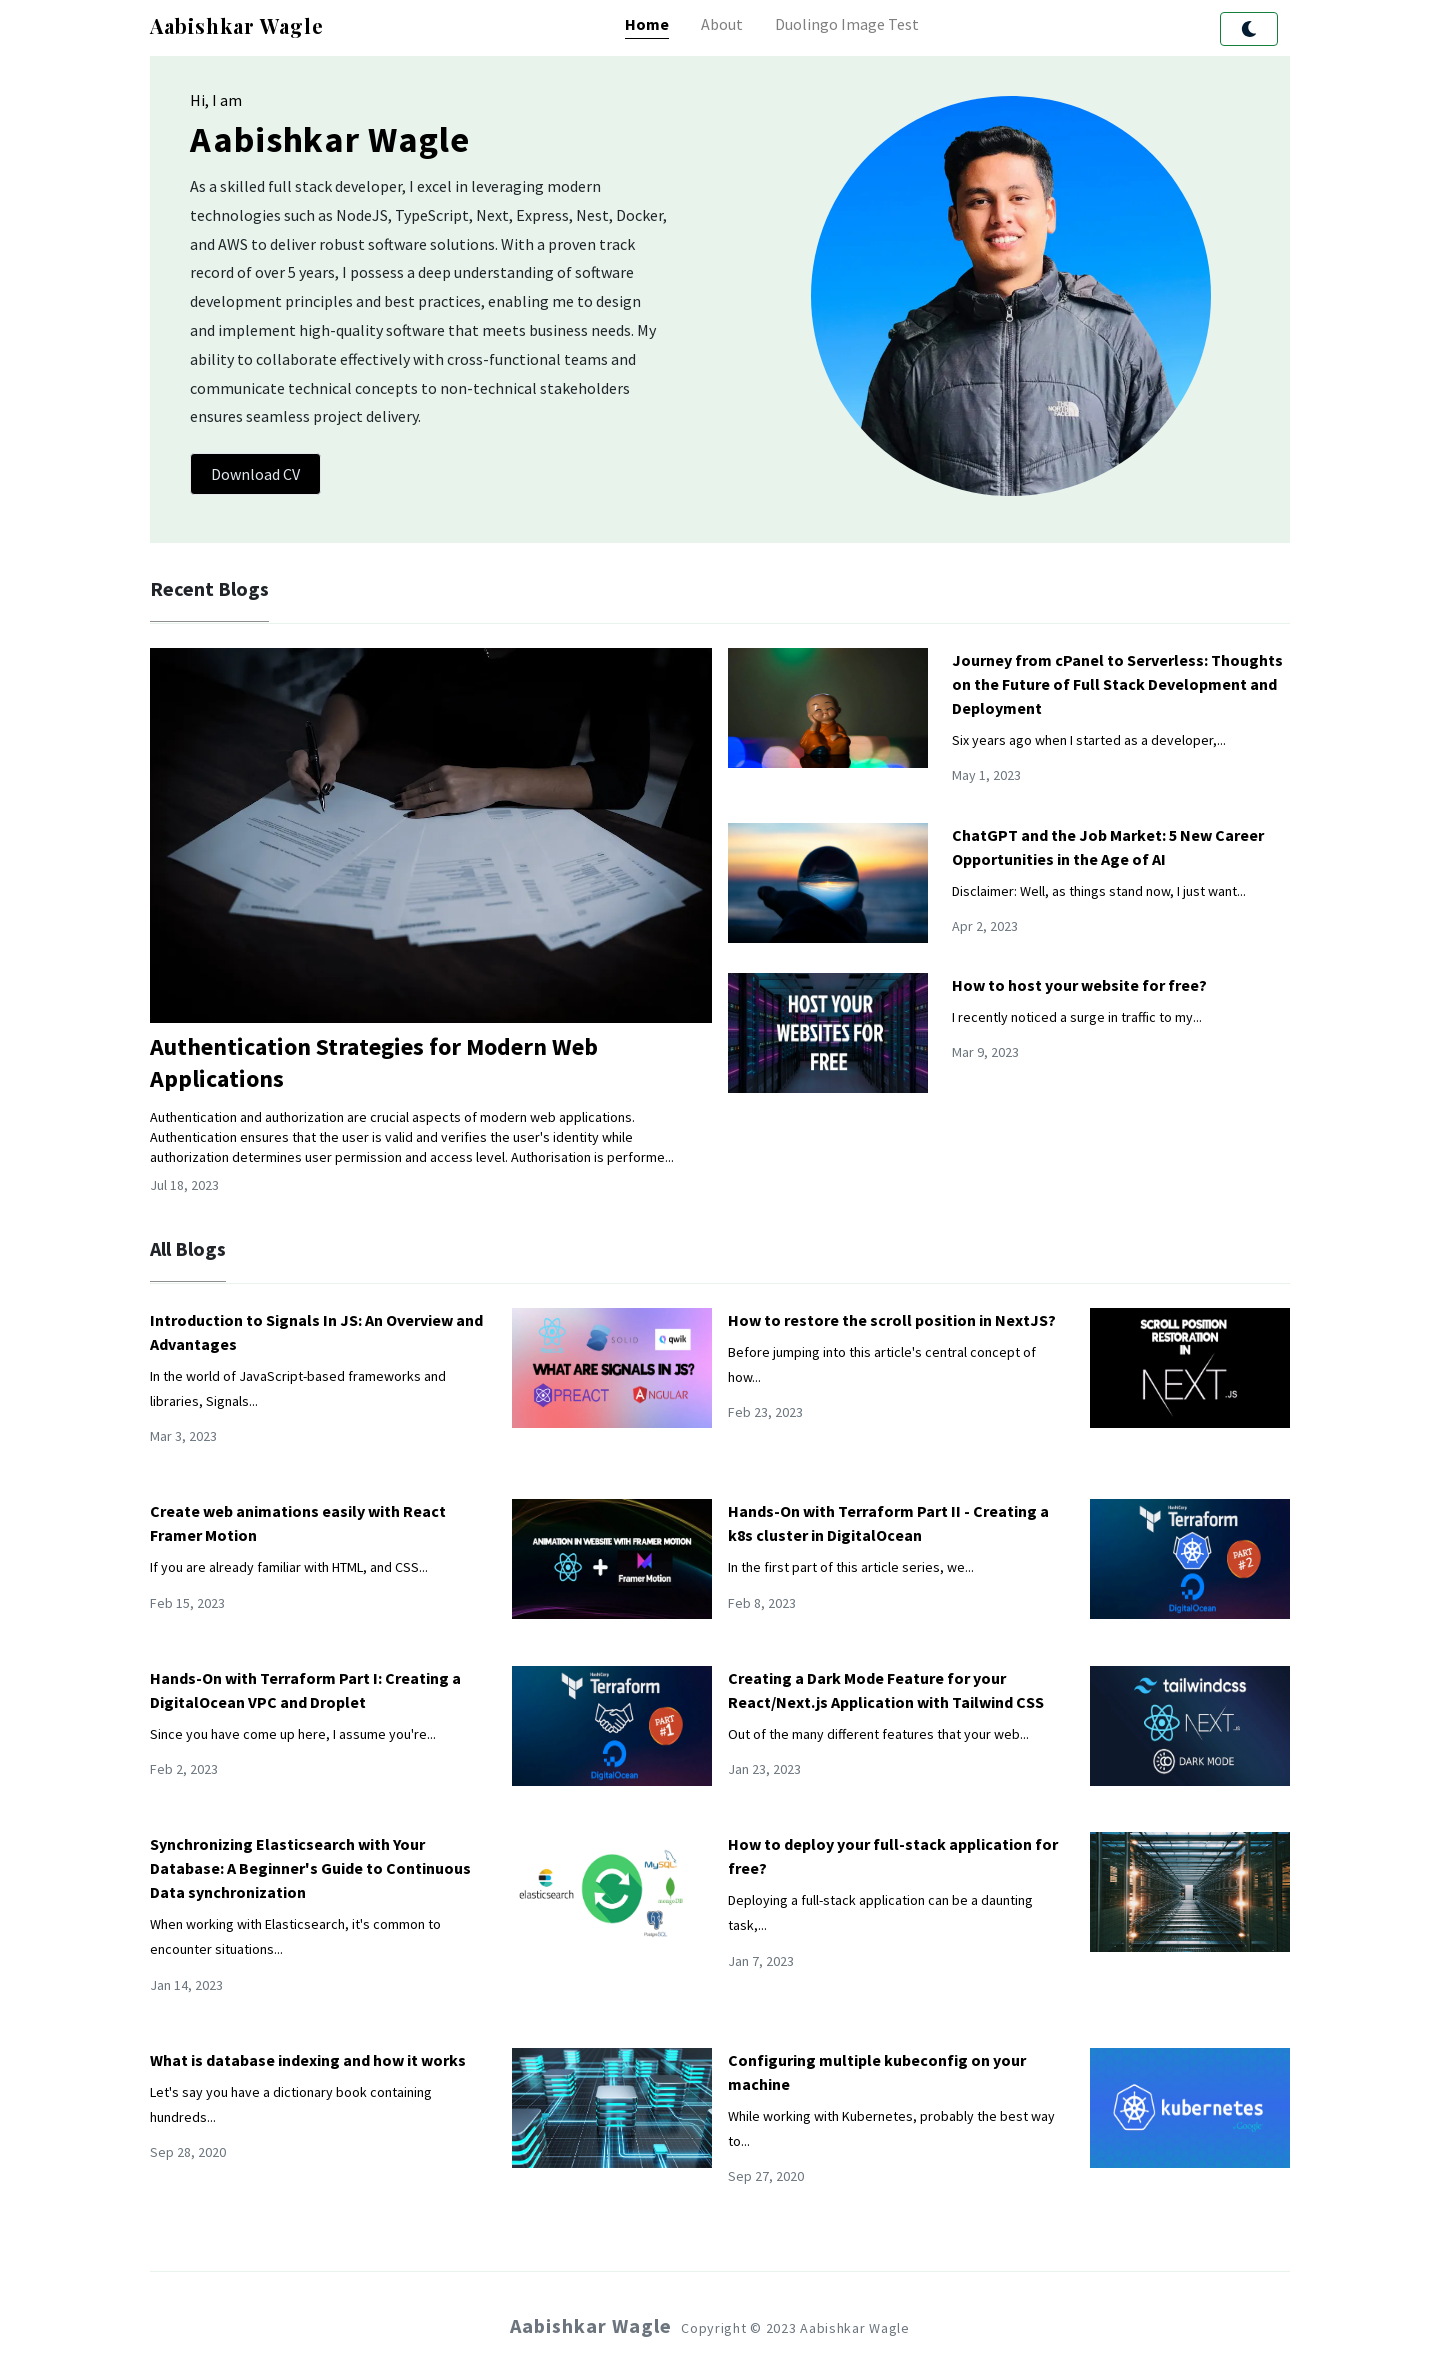 Aabishkar Wagle
Home
About
Duolingo Image Test
Hi, I am
Aabishkar Wagle
As a skilled full stack developer, I excel in leveraging modern
technologies such as NodeJS, TypeScript, Next, Express, Nest, Docker,
and AWS to deliver robust software solutions. With a proven track
record of over 5 years, I possess a deep understanding of software
development principles and best practices, enabling me to design
and implement high-quality software that meets business needs. My
ability to collaborate effectively with cross-functional teams and
communicate technical concepts to non-technical stakeholders
ensures seamless project delivery.
Download CV
THE
NORTH
FACE
Recent Blogs
Authentication Strategies for Modern Web
Applications
Authentication and authorization are crucial aspects of modern web applications.
Authentication ensures that the user is valid and verifies the user's identity while
authorization determines user permission and access level. Authorisation is performe...
Jul 18, 2023
Journey from cPanel to Serverless: Thoughts
on the Future of Full Stack Development and
Deployment
Six years ago when I started as a developer,...
May 1, 2023
ChatGPT and the Job Market: 5 New Career
Opportunities in the Age of AI
Disclaimer: Well, as things stand now, I just want...
Apr 2, 2023
HOST YOUR
WEBSITES FOR
FREE
How to host your website for free?
I recently noticed a surge in traffic to my...
Mar 9, 2023
All Blogs
Introduction to Signals In JS: An Overview and
Advantages
In the world of JavaScript-based frameworks and
libraries, Signals...
Mar 3, 2023
SOLID
qwik
WHAT ARE SIGNALS IN JS?
PREACT
ANGULAR
How to restore the scroll position in NextJS?
Before jumping into this article's central concept of
how...
Feb 23, 2023
SCROLL POSITION
RESTORATION
IN
NEXT.JS
Create web animations easily with React
Framer Motion
If you are already familiar with HTML, and CSS...
Feb 15, 2023
ANIMATION IN WEBSITE WITH FRAMER MOTION
+
Framer Motion
Hands-On with Terraform Part II - Creating a
k8s cluster in DigitalOcean
In the first part of this article series, we...
Feb 8, 2023
HashiCorp
Terraform
PART
#2
DigitalOcean
Hands-On with Terraform Part I: Creating a
DigitalOcean VPC and Droplet
Since you have come up here, I assume you're...
Feb 2, 2023
HashiCorp
Terraform
PART
#1
DigitalOcean
Creating a Dark Mode Feature for your
React/Next.js Application with Tailwind CSS
Out of the many different features that your web...
Jan 23, 2023
tailwindcss
NEXT.JS
DARK MODE
Synchronizing Elasticsearch with Your
Database: A Beginner's Guide to Continuous
Data synchronization
When working with Elasticsearch, it's common to
encounter situations...
Jan 14, 2023
elasticsearch
MySQL
mongoDB
PostgreSQL
How to deploy your full-stack application for
free?
Deploying a full-stack application can be a daunting
task,...
Jan 7, 2023
What is database indexing and how it works
Let's say you have a dictionary book containing
hundreds...
Sep 28, 2020
Configuring multiple kubeconfig on your
machine
While working with Kubernetes, probably the best way
to...
Sep 27, 2020
kubernetes
Google
Aabishkar Wagle
Copyright © 2023 Aabishkar Wagle